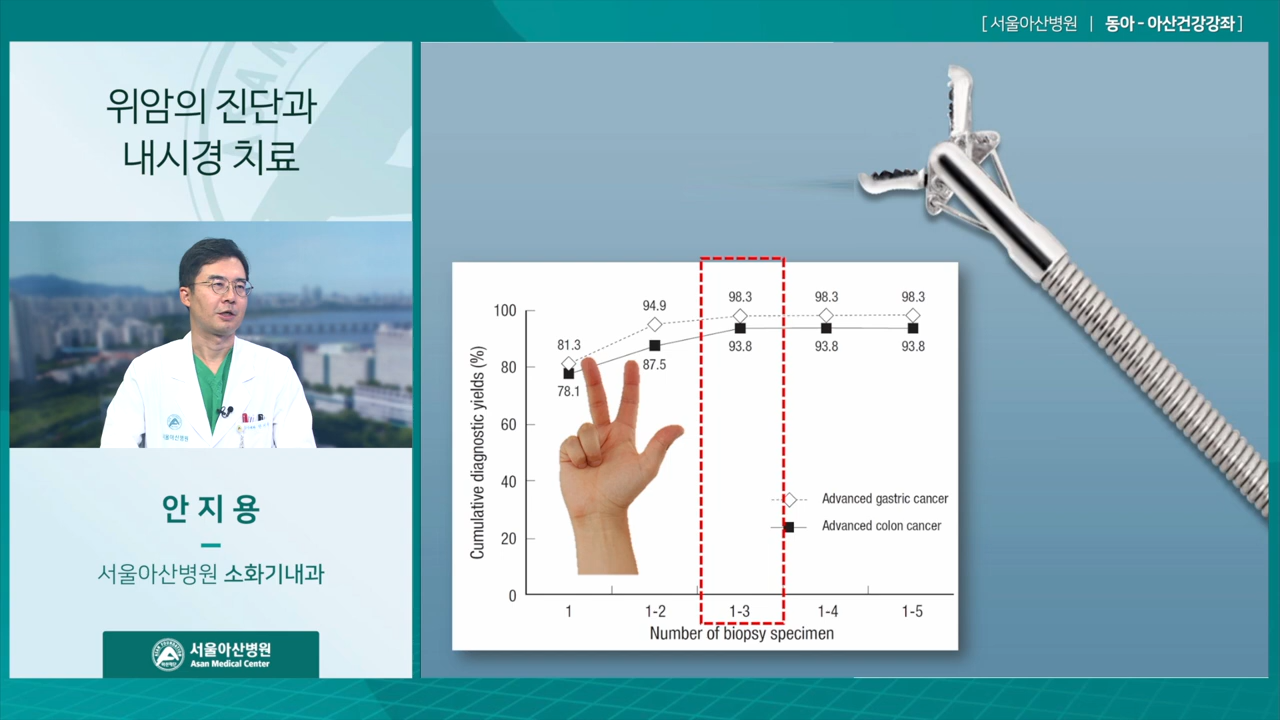 [ 서울아산병원 | 동아 - 아산건강강좌 ]
위암의 진단과
내시경 치료
안 지 용
서울아산병원 소화기내과
서울아산병원
Asan Medical Center
Cumulative diagnostic yields (%)
100
80
60
40
20
0
81.3
94.9
98.3
98.3
98.3
78.1
87.5
93.8
93.8
93.8
Advanced gastric cancer
Advanced colon cancer
1
1-2
1-3
1-4
1-5
Number of biopsy specimen